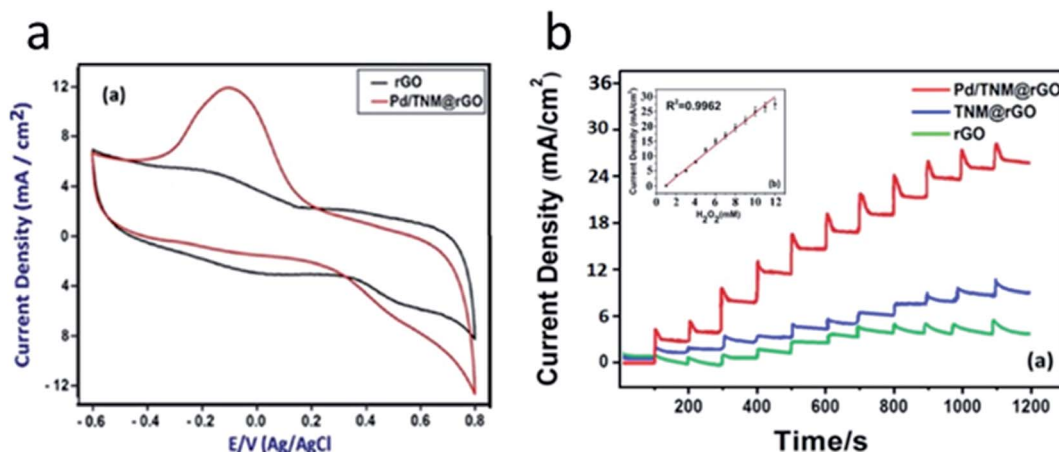 a
(a)
rGO
Pd/TNM@rGO
Current Density (mA / cm²)
12
8
4
0
4
8
- 12
- 0.6
- 0.4
- 0.2
0.0
0.2
0.4
0.6
0.8
E/V (Ag/AgCl
b
Pd/TNM@rGO
TNM@rGO
rGO
Current Density (mA/cm²)
36
30
24
18
12
6
0
R²=0.9962
Current Density (mA/cm²)
30
25
20
15
10
5
0
0
2
4
6
8
10
12
H₂O₂(mM)
(b)
(a)
200
400
600
800
1000
1200
Time/s